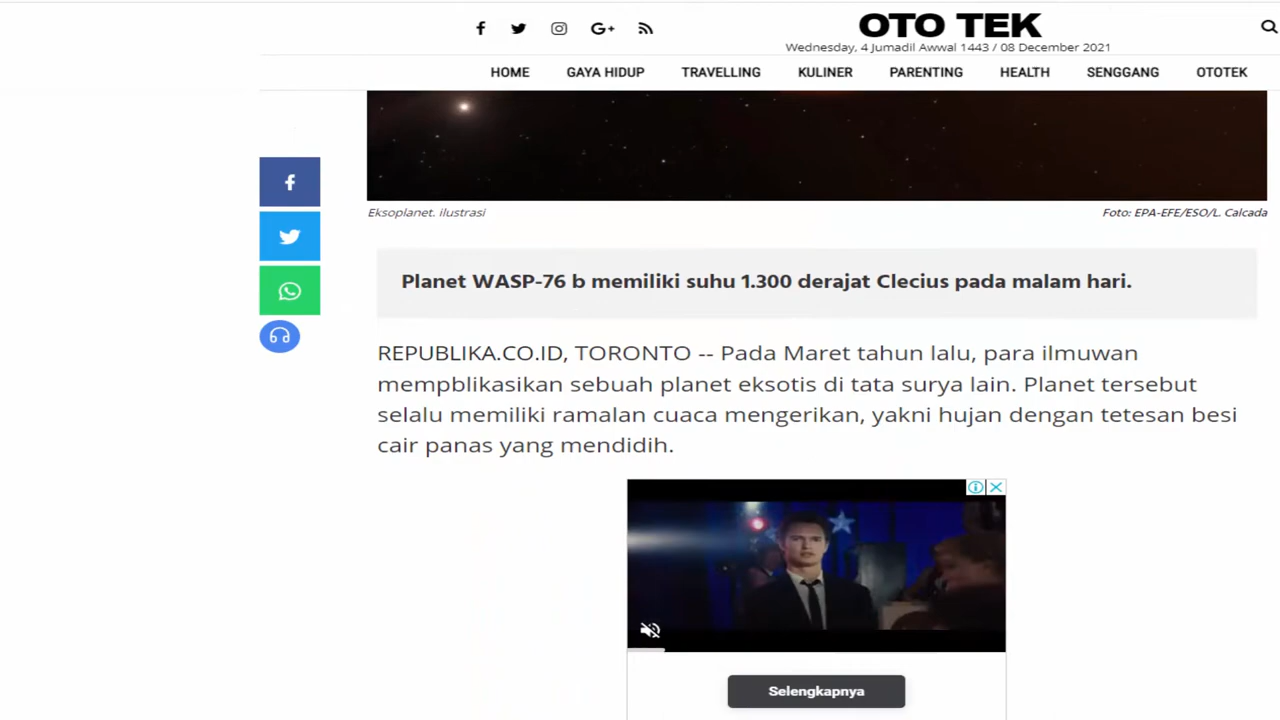 OTO TEK
Wednesday, 4 Jumadil Awwal 1443 / 08 December 2021
HOME GAYA HIDUP TRAVELLING KULINER PARENTING HEALTH SENGGANG OTOTEK
Eksoplanet. ilustrasi
Foto: EPA-EFE/ESO/L. Calcada
Planet WASP-76 b memiliki suhu 1.300 derajat Clecius pada malam hari.
REPUBLIKA.CO.ID, TORONTO -- Pada Maret tahun lalu, para ilmuwan
mempblikasikan sebuah planet eksotis di tata surya lain. Planet tersebut
selalu memiliki ramalan cuaca mengerikan, yakni hujan dengan tetesan besi
cair panas yang mendidih.
Selengkapnya